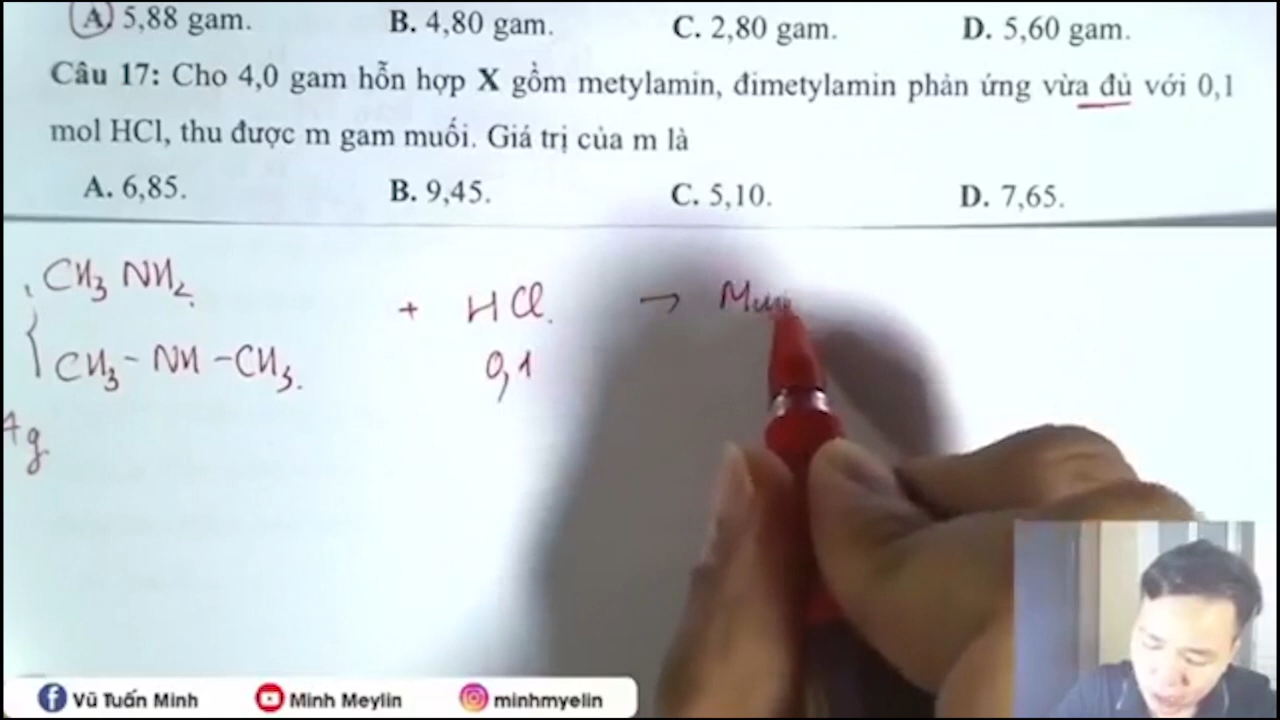 A. 5,88 gam. B. 4,80 gam. C. 2,80 gam. D. 5,60 gam.
Câu 17: Cho 4,0 gam hỗn hợp X gồm metylamin, đimetylamin phản ứng vừa đủ với 0,1
mol HCl, thu được m gam muối. Giá trị của m là
A. 6,85. B. 9,45. C. 5,10. D. 7,65.
CH3 NH2 + HCl. → Muối
CH3 - NH - CH3. 0,1
4g
Vũ Tuấn Minh Minh Meylin minhmyelin